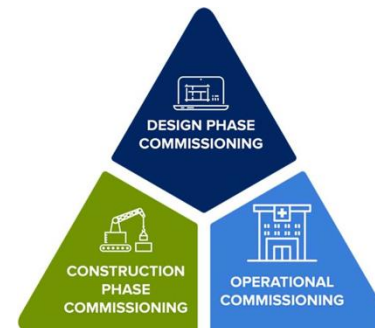 DESIGN PHASE
COMMISSIONING
CONSTRUCTION
PHASE
COMMISSIONING
OPERATIONAL
COMMISSIONING